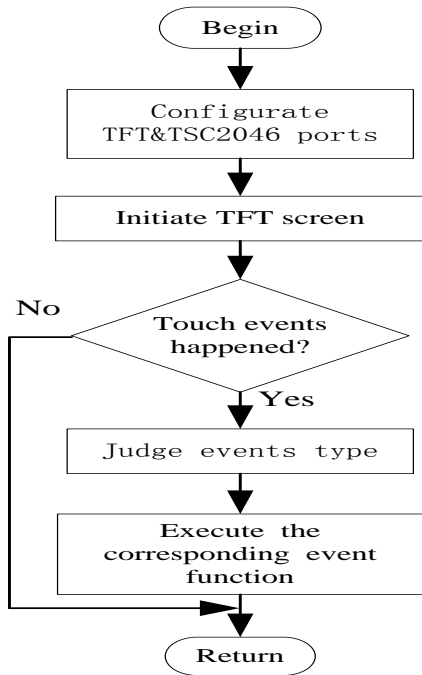 Begin
Configurate
TFT&TSC2046 ports
Initiate TFT screen
No
Touch events
happened?
Yes
Judge events type
Execute the
corresponding event
function
Return